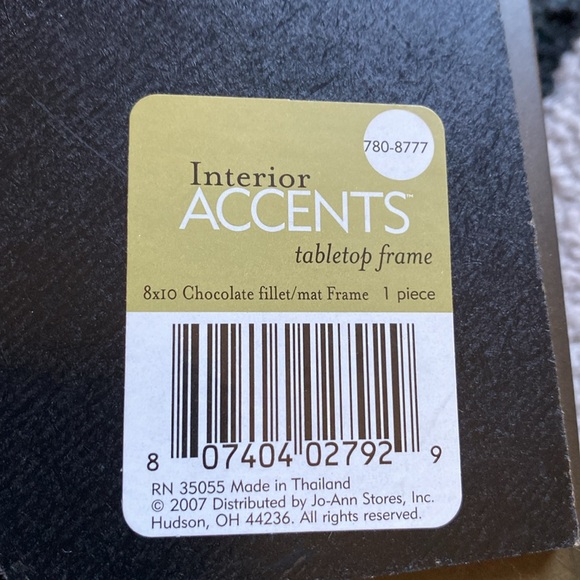 780-8777
Interior
ACCENTS™
tabletop frame
8x10 Chocolate fillet/mat Frame 1 piece
8 07404 02792 9
RN 35055 Made in Thailand
© 2007 Distributed by Jo-Ann Stores, Inc.
Hudson, OH 44236. All rights reserved.